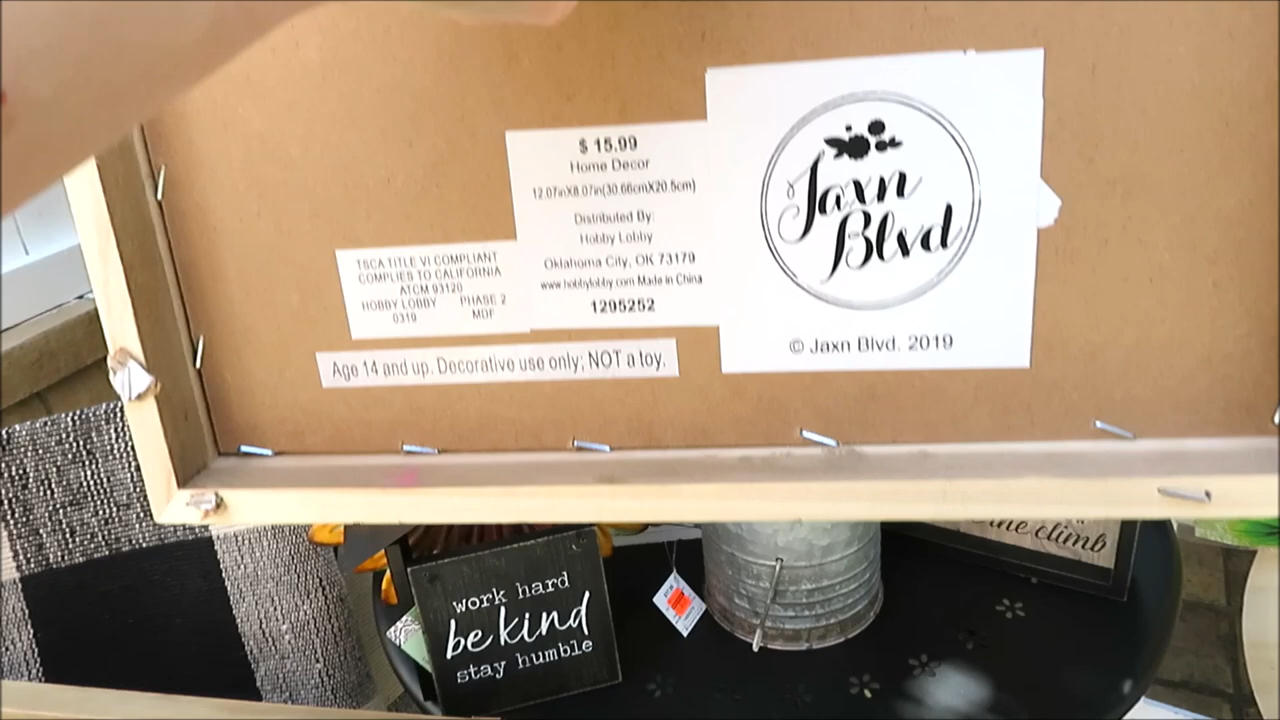 $ 15.99
Home Decor
12.07inX8.07in(30.66cmX20.5cm)
Distributed By:
Hobby Lobby
Oklahoma City, OK 73179
www.hobbylobby.com Made in China
1295252
TSCA TITLE VI COMPLIANT
COMPLIES TO CALIFORNIA
ATCM 93120
HOBBY LOBBY PHASE 2
0319 MDF
Age 14 and up. Decorative use only; NOT a toy.
Jaxn
Blvd
© Jaxn Blvd. 2019
work hard
be kind
stay humble
the climb